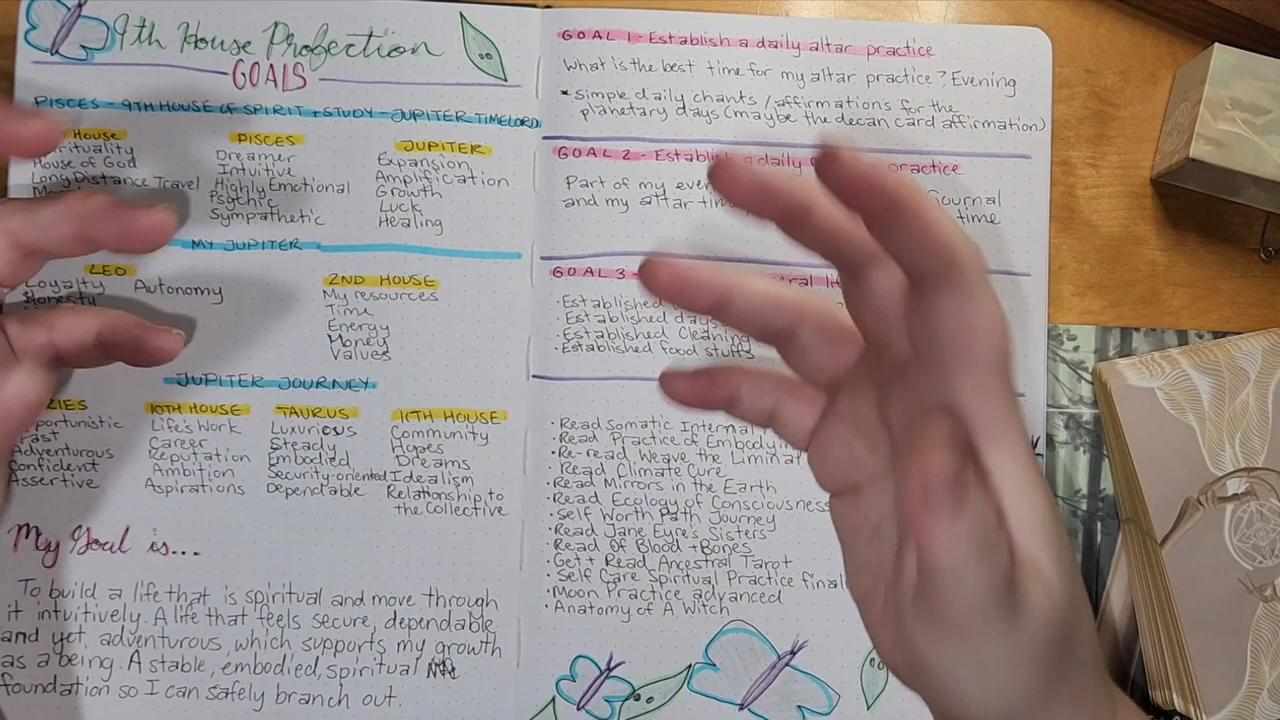 9th House Profection
GOALS
PISCES - 9TH HOUSE OF SPIRIT + STUDY - JUPITER TIMELORD
HOUSE
House of God
Long Distance Travel
PISCES
Dreamer
Intuitive
Highly Emotional
Psychic
Sympathetic
JUPITER
Expansion
Amplification
Growth
Luck
Healing
MY JUPITER
LEO
Loyalty Autonomy
Honesty
2ND HOUSE
My resources
Time
Energy
Money
Values
JUPITER JOURNEY
Adventurous
Confident
Assertive
10TH HOUSE
Life's Work
Career
Reputation
Ambition
Aspirations
TAURUS
Luxurious
Steady
Embodied
Security-oriented
Dependable
11TH HOUSE
Community
Hopes
Dreams
Idealism
Relationship to
the Collective
My Goal is...
To build a life that is spiritual and move through
it intuitively. A life that feels secure, dependable
and yet, adventurous, which supports my growth
as a being. A stable, embodied, spiritual
foundation so I can safely branch out.
GOAL 1 - Establish a daily altar practice
What is the best time for my altar practice? Evening
*simple daily chants / affirmations for the
planetary days (maybe the decan card affirmation)
GOAL 2 - Establish a daily practice
Part of my Journal
and my altar time
GOAL 3 -
·Established
·Established days
·Established Cleaning
·Established food stuffs
·Read Somatic Internal
·Read Practice of
·Re-read Weave the Liminal
·Read Climate Cure
·Read Mirrors in the Earth
·Read Ecology of Consciousness
·Self Worth Path Journey
·Read Jane Eyre's Sisters
·Read Of Blood + Bones
·Get + Read Ancestral Tarot
·Self Care Spiritual Practice final
·Moon Practice advanced
·Anatomy of A Witch